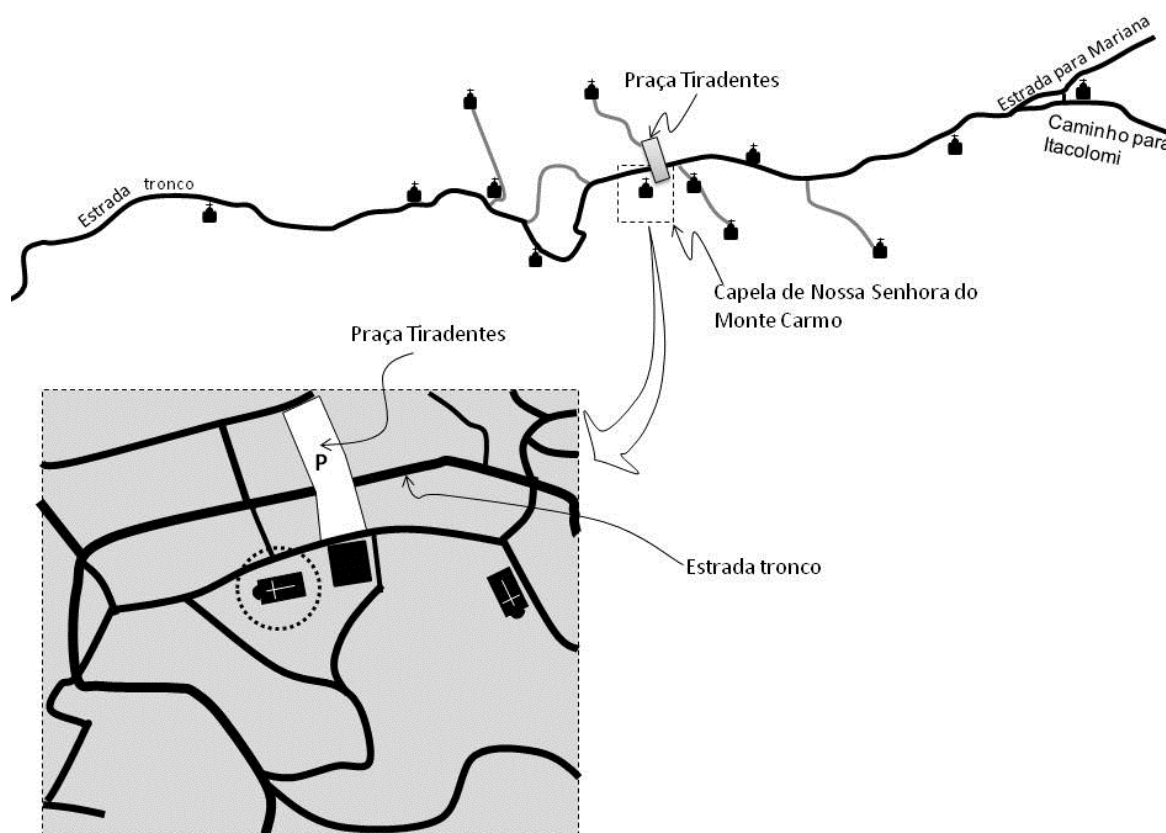 Estrada para Mariana
Praça Tiradentes
Caminho para
Itacolomi
Estrada tronco
Capela de Nossa Senhora do
Monte Carmo
Praça Tiradentes
P
Estrada tronco